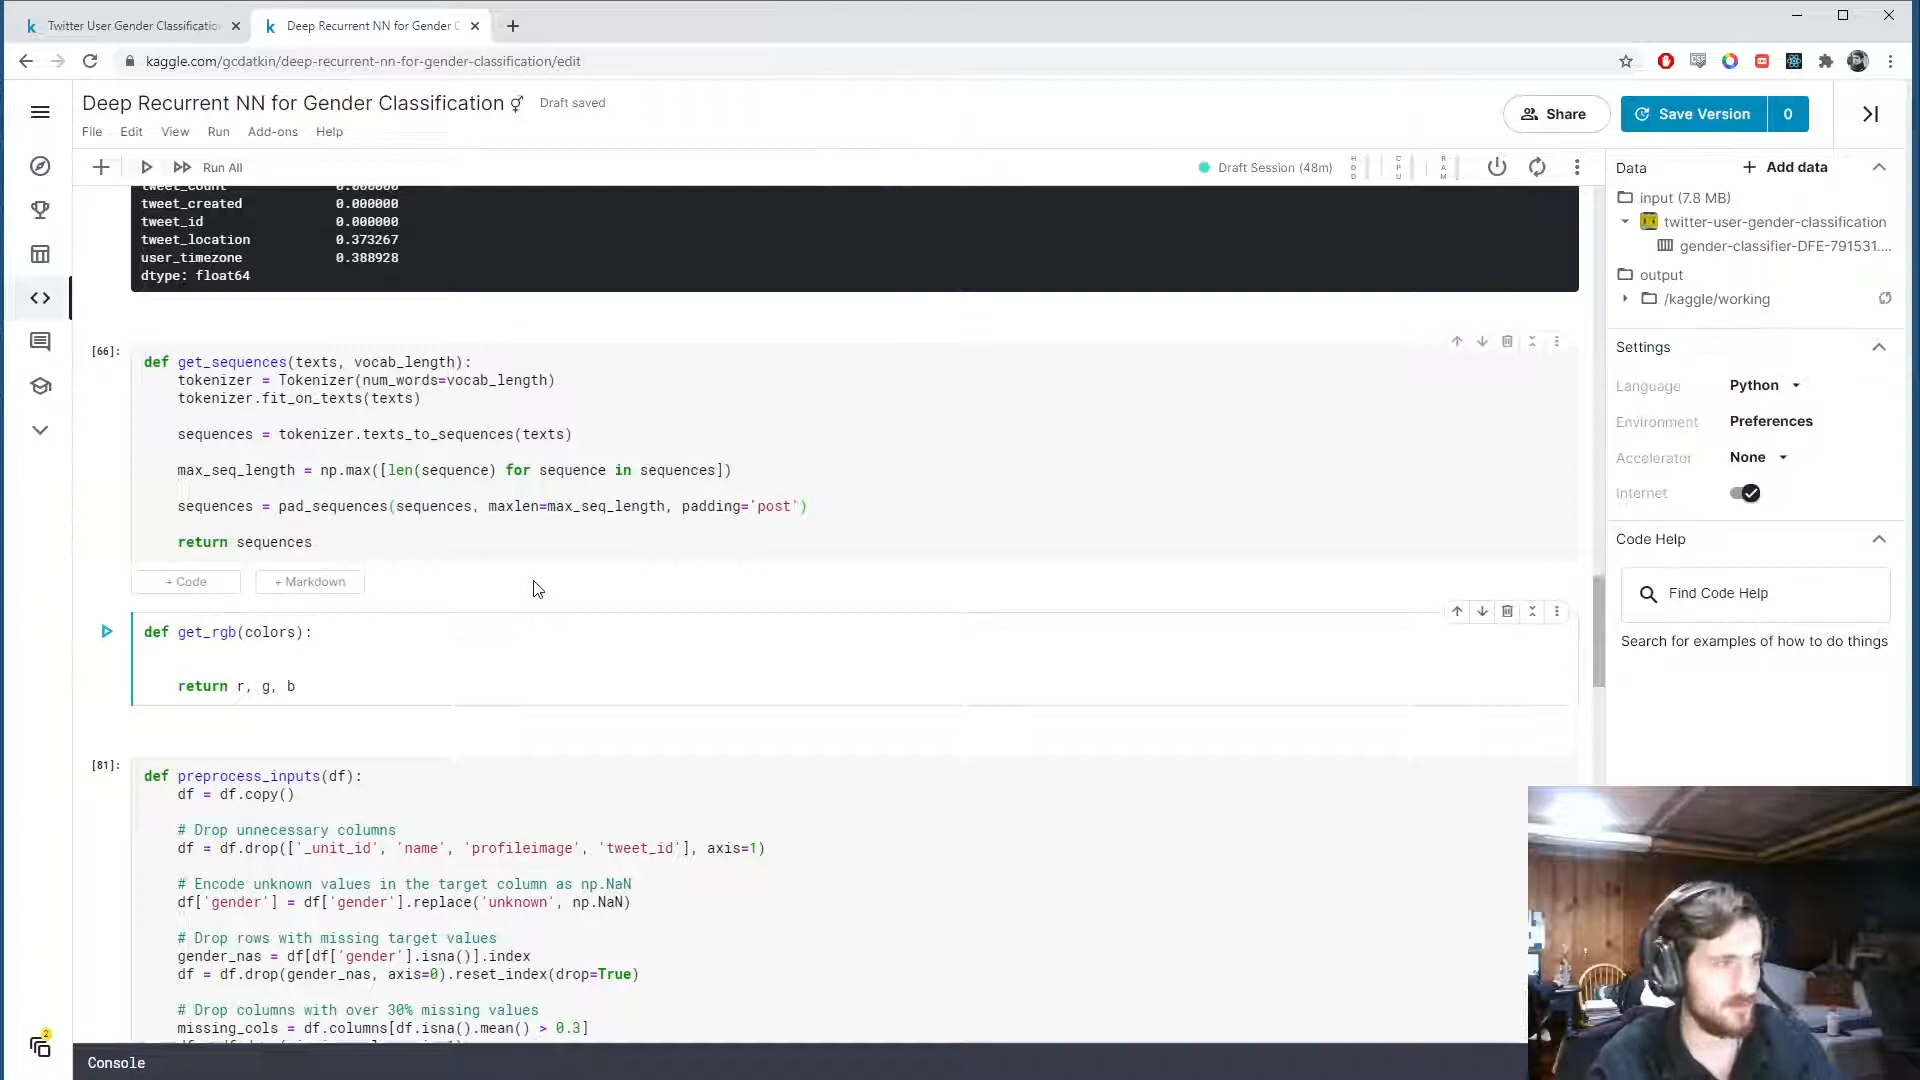 Twitter User Gender Classification
Deep Recurrent NN for Gender C
kaggle.com/gcdatkin/deep-recurrent-nn-for-gender-classification/edit
Deep Recurrent NN for Gender Classification ⚥
Draft saved
Share
Save Version
0
File Edit View Run Add-ons Help
Run All
Draft Session (48m)
HDD
CPU
RAM
tweet_count 0.000000
tweet_created 0.000000
tweet_id 0.000000
tweet_location 0.373267
user_timezone 0.388928
dtype: float64
[66]:
def get_sequences(texts, vocab_length):
tokenizer = Tokenizer(num_words=vocab_length)
tokenizer.fit_on_texts(texts)
sequences = tokenizer.texts_to_sequences(texts)
max_seq_length = np.max([len(sequence) for sequence in sequences])
sequences = pad_sequences(sequences, maxlen=max_seq_length, padding='post')
return sequences
+ Code
+ Markdown
def get_rgb(colors):
return r, g, b
[81]:
def preprocess_inputs(df):
df = df.copy()
# Drop unnecessary columns
df = df.drop(['_unit_id', 'name', 'profileimage', 'tweet_id'], axis=1)
# Encode unknown values in the target column as np.NaN
df['gender'] = df['gender'].replace('unknown', np.NaN)
# Drop rows with missing target values
gender_nas = df[df['gender'].isna()].index
df = df.drop(gender_nas, axis=0).reset_index(drop=True)
# Drop columns with over 30% missing values
missing_cols = df.columns[df.isna().mean() > 0.3]
Console
2
Data
+ Add data
input (7.8 MB)
twitter-user-gender-classification
gender-classifier-DFE-791531....
output
/kaggle/working
Settings
Language Python
Environment Preferences
Accelerator None
Internet
Code Help
Find Code Help
Search for examples of how to do things